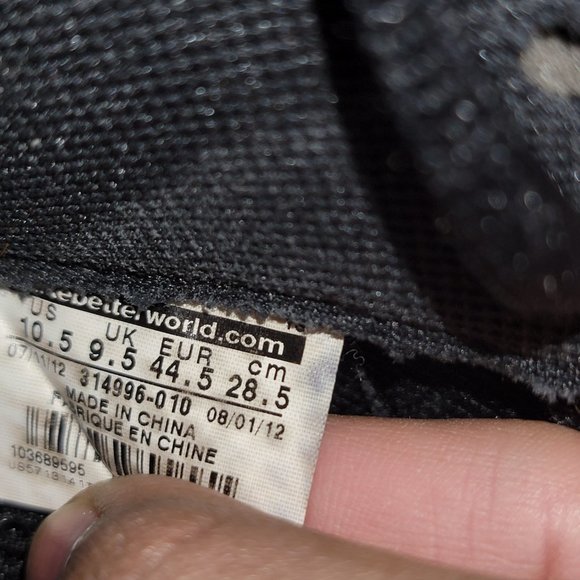 world.com
US UK EUR cm
10.5 9.5 44.5 28.5
07/11/12 314996-010 08/01/12
MADE IN CHINA
FABRIQUE EN CHINE
103689595